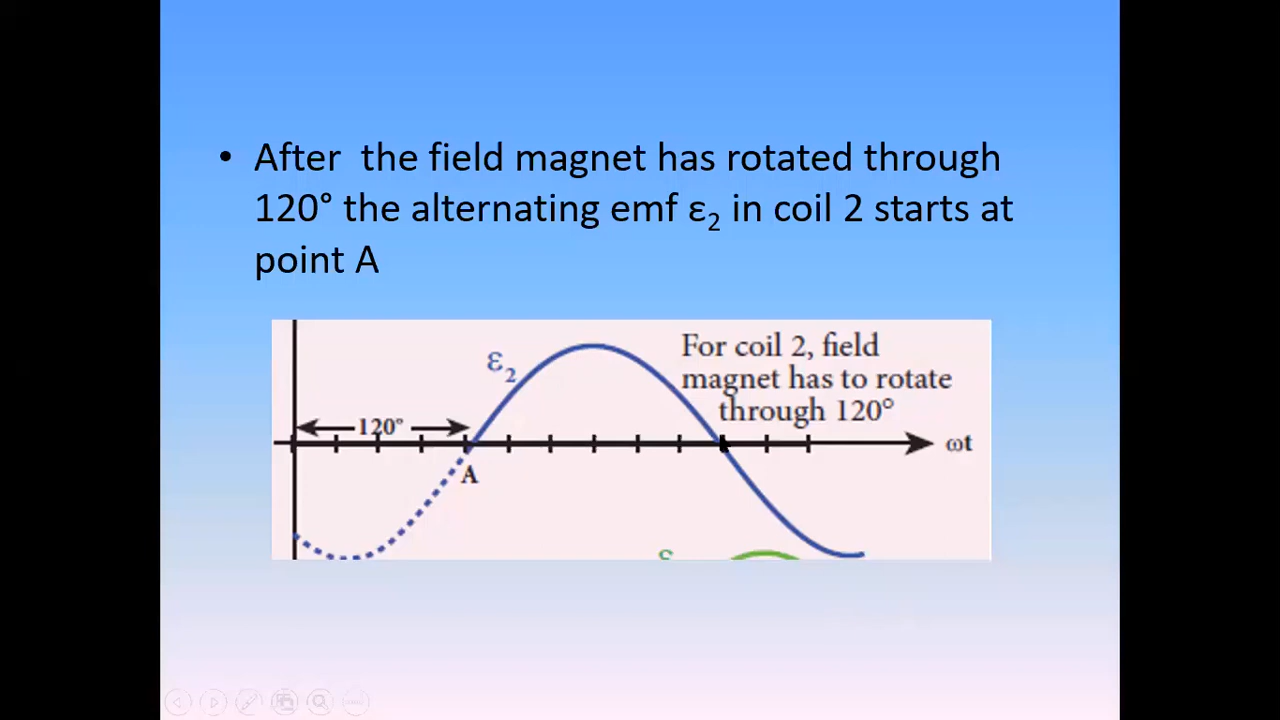 • After the field magnet has rotated through
120° the alternating emf ε₂ in coil 2 starts at
point A
For coil 2, field
magnet has to rotate
through 120°
ε₂
120°
ωt
A
ε